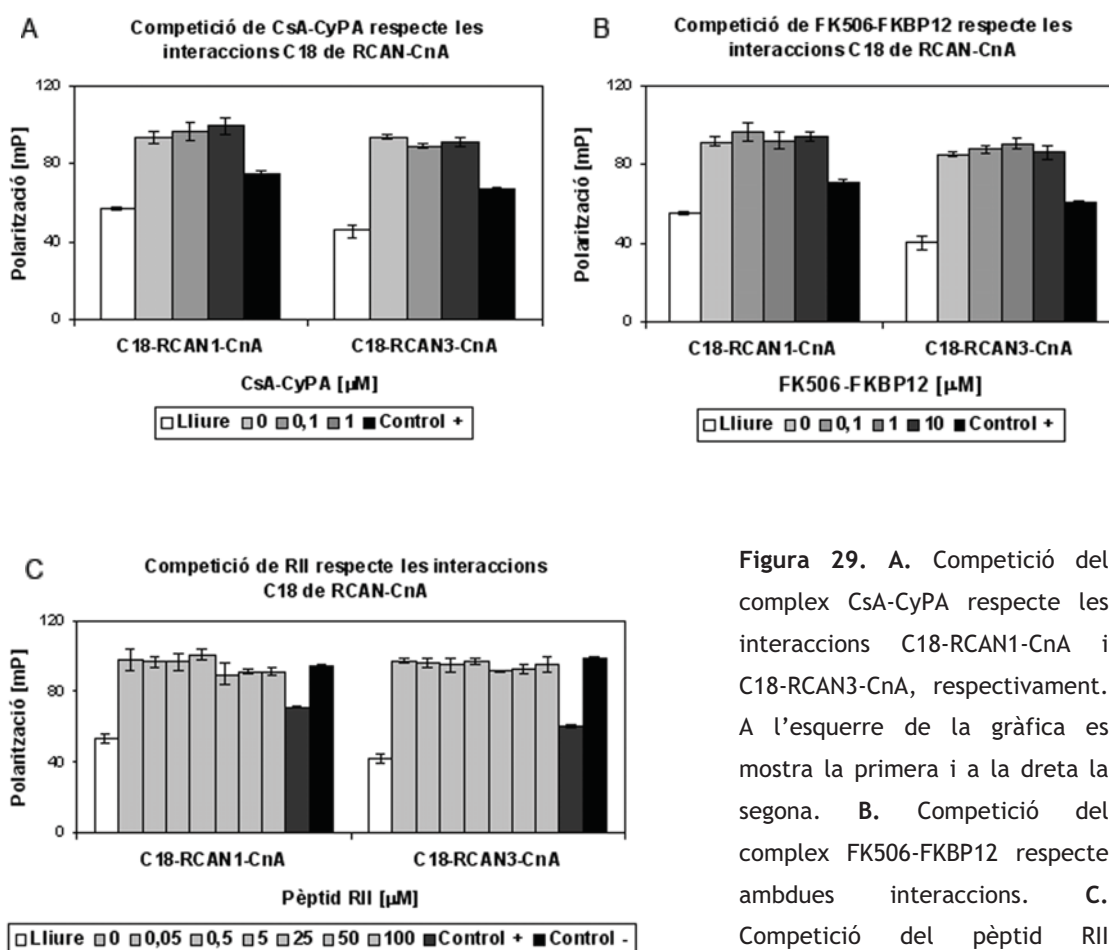 A
Competició de CsA-CyPA respecte les
interaccions C18 de RCAN-CnA
Polarització [mP]
120
80
40
0
C18-RCAN1-CnA
C18-RCAN3-CnA
CsA-CyPA [µM]
Lliure 0 0,1 1 Control +
B
Competició de FK506-FKBP12 respecte les
interaccions C18 de RCAN-CnA
Polarització [mP]
120
80
40
0
C18-RCAN1-CnA
C18-RCAN3-CnA
FK506-FKBP12 [µM]
Lliure 0 0,1 1 10 Control +
C
Competició de RII respecte les interaccions
C18 de RCAN-CnA
Polarització [mP]
120
80
40
0
C18-RCAN1-CnA
C18-RCAN3-CnA
Pèptid RII [µM]
Lliure 0 0,05 0,5 5 25 50 100 Control + Control -
Figura 29. A. Competició del
complex CsA-CyPA respecte les
interaccions C18-RCAN1-CnA i
C18-RCAN3-CnA, respectivament.
A l’esquerre de la gràfica es
mostra la primera i a la dreta la
segona. B. Competició del
complex FK506-FKBP12 respecte
ambdues interaccions. C.
Competició del pèptid RII